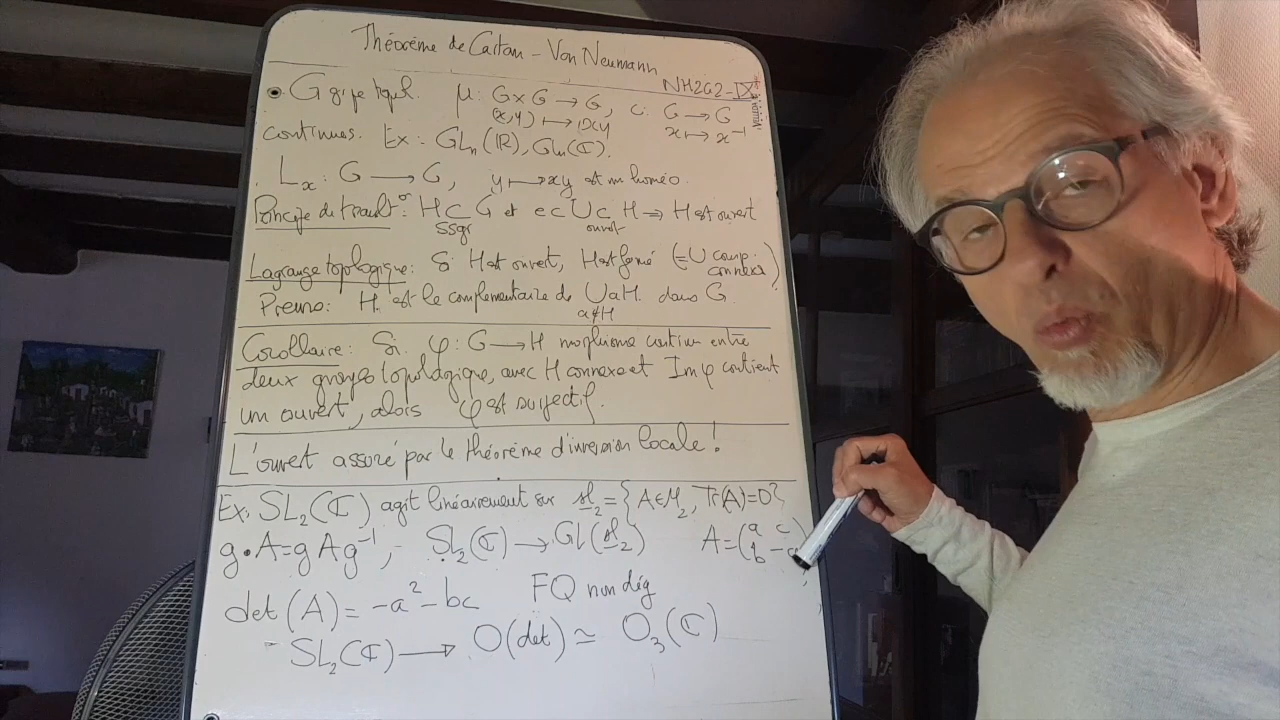 Théorème de Cartan - Von Neumann
NH2G2-IX
• G gpe topol. μ: G×G → G, c: G → G
(x,y) ↦ xy x ↦ x⁻¹
continues. Ex: GLₙ(ℝ), GLₙ(ℂ).
Lₓ: G → G, y ↦ xy est un homéo.
Principe de : H ⊂ G et e ⊂ U ⊂ H ⇒ H est ouvert
ssgr ouvert
Lagrange topologique: Si H est ouvert, H est fermé (= U comp. connexes)
Preuve: H est le complémentaire de ∪ aH dans G.
a∉H
Corollaire: Si φ: G → H morphisme continu entre
deux groupes topologique, avec H connexe et Im φ contient
un ouvert, alors φ est surjectif.
L'ouvert assuré par le théorème d'inversion locale!
Ex: SL₂(ℂ) agit linéairement sur sl₂ = {A ∈ M₂, Tr(A)=0}
g•A = gAg⁻¹, SL₂(ℂ) → Gl(sl₂) A = (a c
b -a)
det(A) = -a² - bc FQ non dég
SL₂(ℂ) → O(det) ≃ O₃(ℂ)